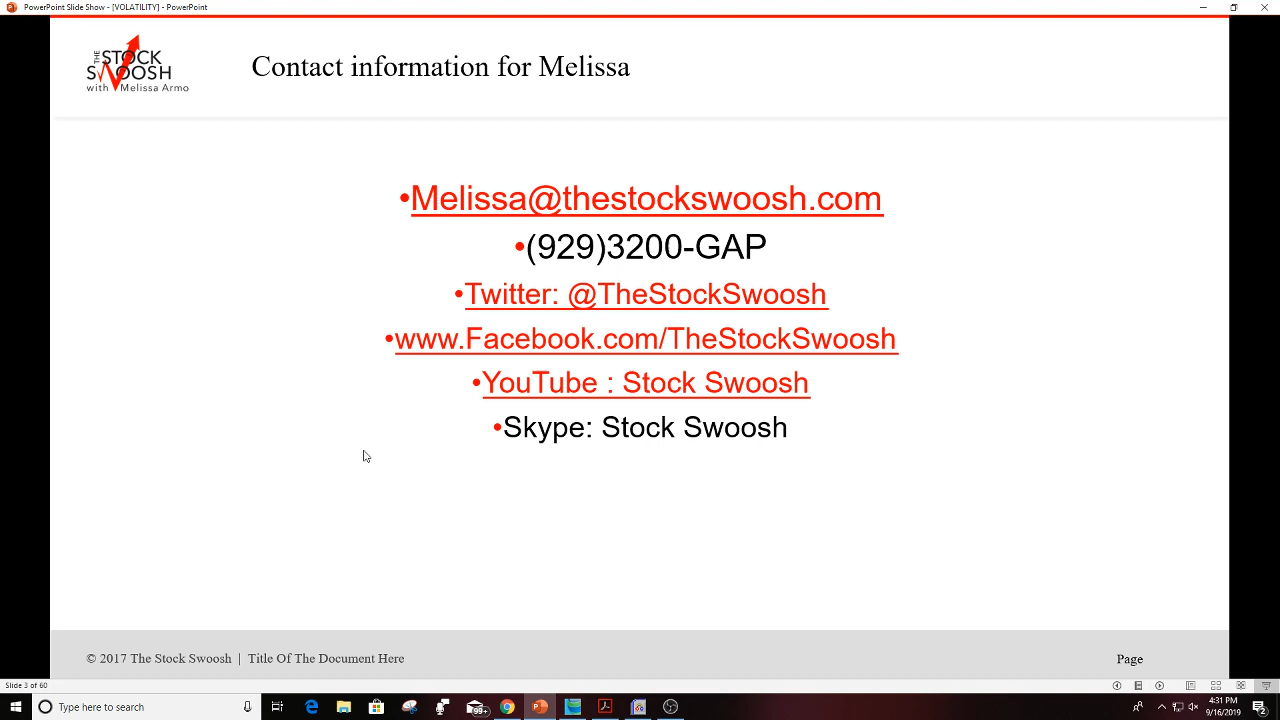 PowerPoint Slide Show - [VOLATILITY] - PowerPoint
THE STOCK SWOOSH
with Melissa Armo
Contact information for Melissa
•Melissa@thestockswoosh.com
•(929)3200-GAP
•Twitter: @TheStockSwoosh
•www.Facebook.com/TheStockSwoosh
•YouTube : Stock Swoosh
•Skype: Stock Swoosh
© 2017 The Stock Swoosh | Title Of The Document Here
Page
Slide 3 of 60
Type here to search
99+
4:31 PM
9/16/2019
2